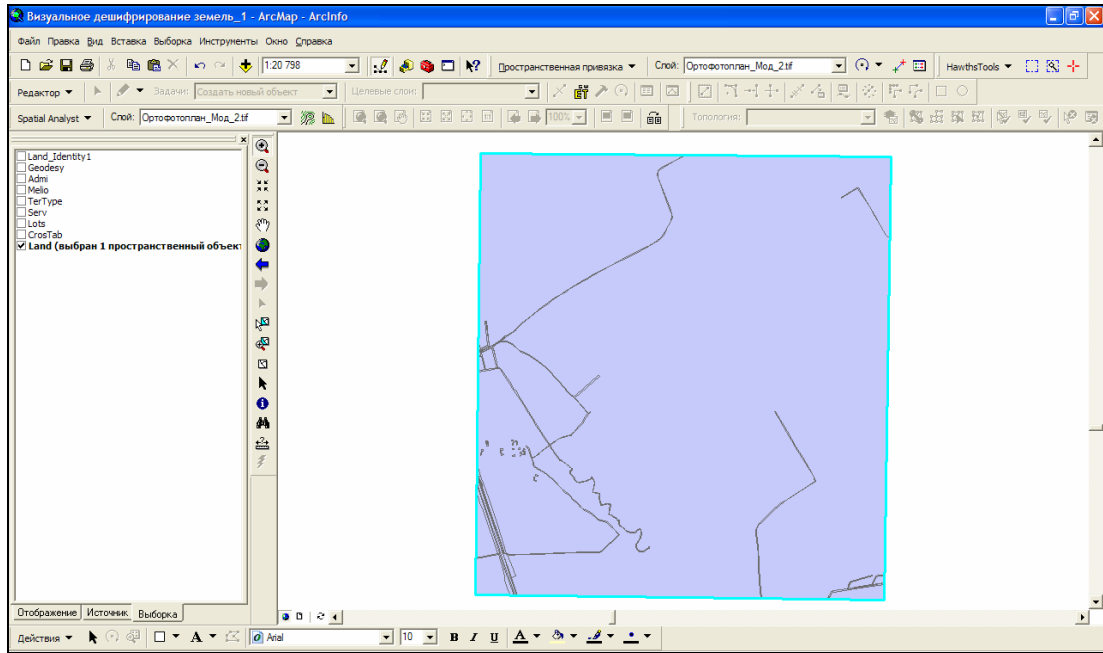 Визуальное дешифрирование земель_1 - ArcMap - ArcInfo
Файл Правка Вид Вставка Выборка Инструменты Окно Справка
1:20 798 Пространственная привязка Слой: Ортофотоплан_Мод_2.tif HawthsTools
Редактор Задачи: Создать новый объект Целевые слои:
Spatial Analyst Слой: Ортофотоплан_Мод_2.tif 100% Топология:
Land_Identity1
Geodesy
Admi
Melio
TerType
Serv
Lots
CrosTab
Land (выбран 1 пространственный объект
Отображение Источник Выборка
Действия A Arial 10 B I U A